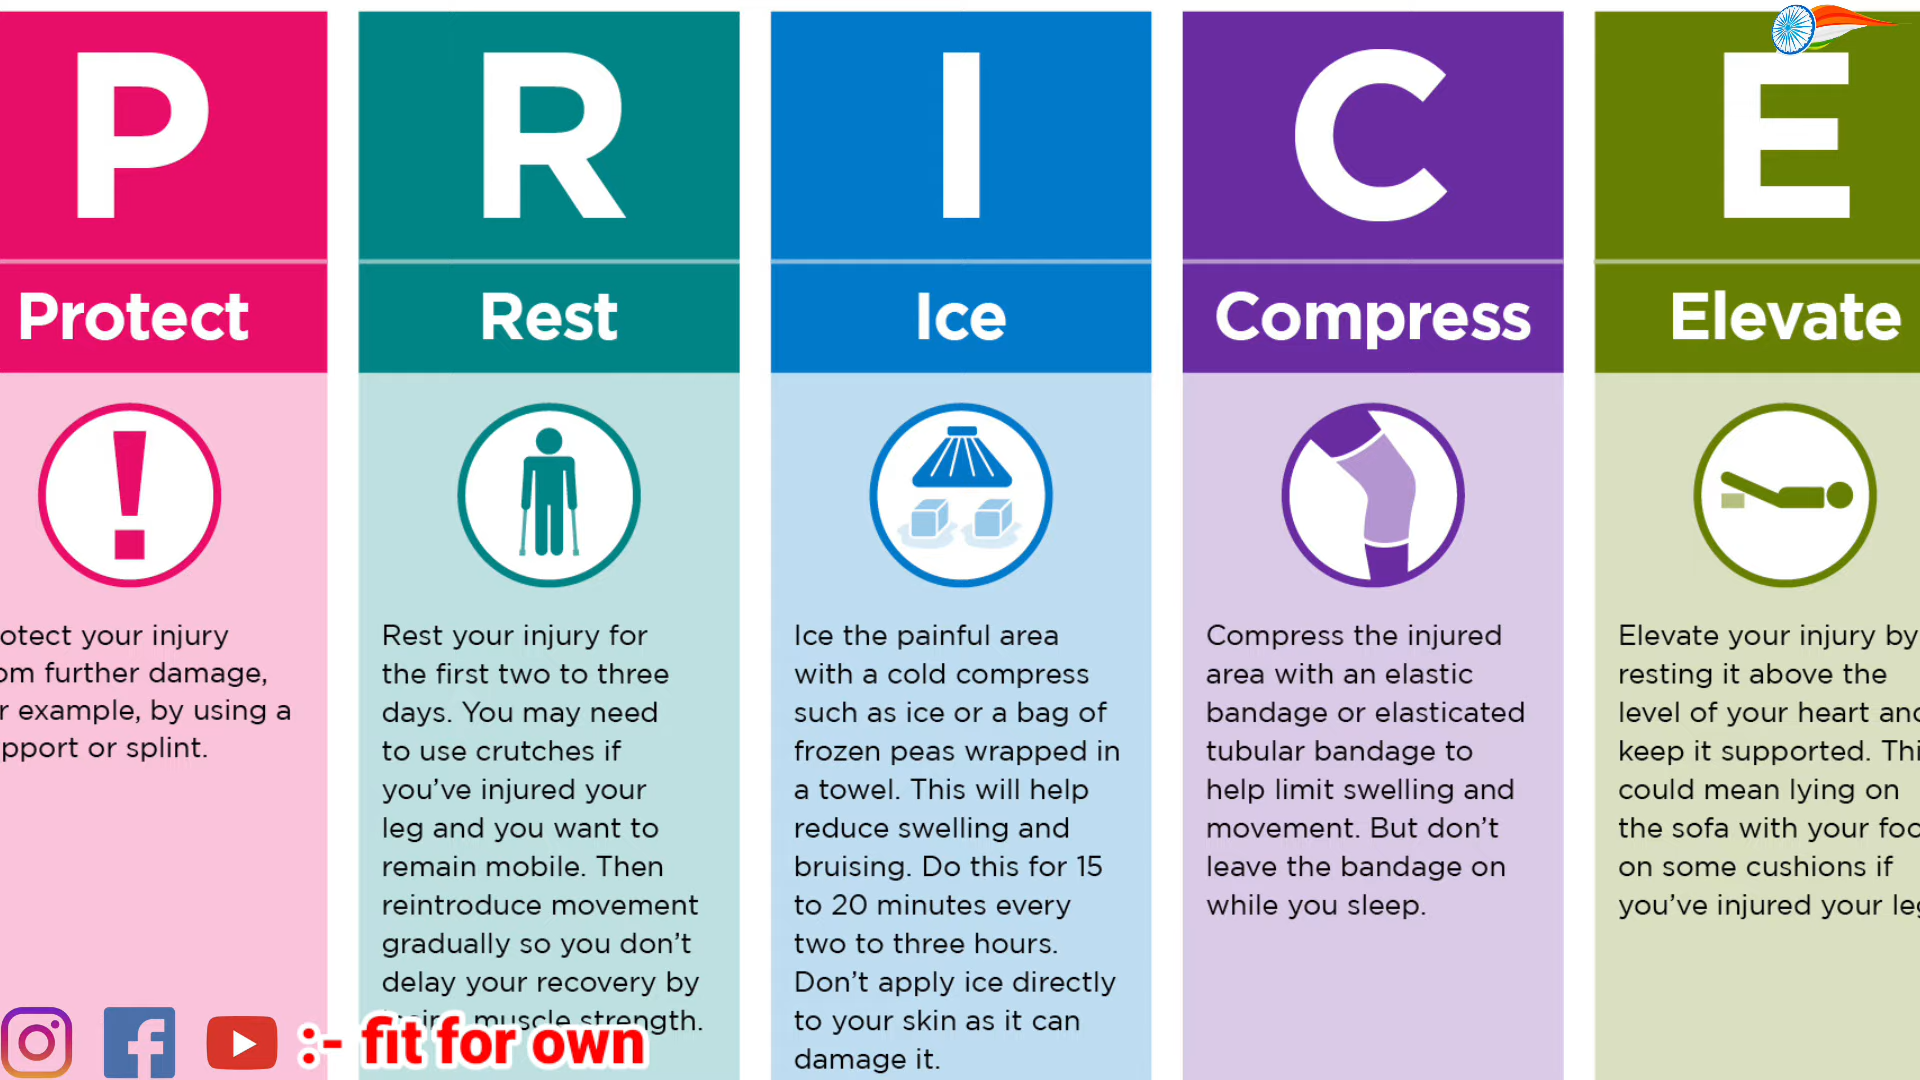 P
Protect
otect your injury
om further damage,
r example, by using a
pport or splint.
R
Rest
Rest your injury for
the first two to three
days. You may need
to use crutches if
you've injured your
leg and you want to
remain mobile. Then
reintroduce movement
gradually so you don't
delay your recovery by
muscle strength.
I
Ice
Ice the painful area
with a cold compress
such as ice or a bag of
frozen peas wrapped in
a towel. This will help
reduce swelling and
bruising. Do this for 15
to 20 minutes every
two to three hours.
Don't apply ice directly
to your skin as it can
damage it.
C
Compress
Compress the injured
area with an elastic
bandage or elasticated
tubular bandage to
help limit swelling and
movement. But don't
leave the bandage on
while you sleep.
E
Elevate
Elevate your injury by
resting it above the
level of your heart and
keep it supported. Thi
could mean lying on
the sofa with your foo
on some cushions if
you've injured your leg
:- fit for own